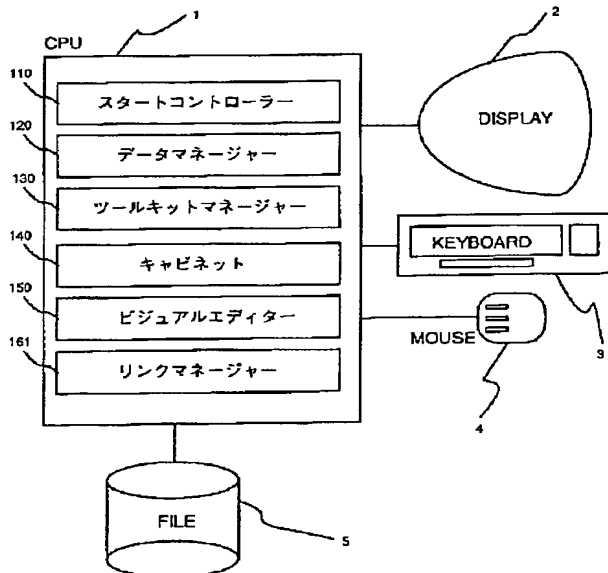 1
2
CPU
110
スタートコントローラー
DISPLAY
120
データマネージャー
130
ツールキットマネージャー
140
キャビネット
KEYBOARD
150
ビジュアルエディター
MOUSE
3
161
リンクマネージャー
4
FILE
5